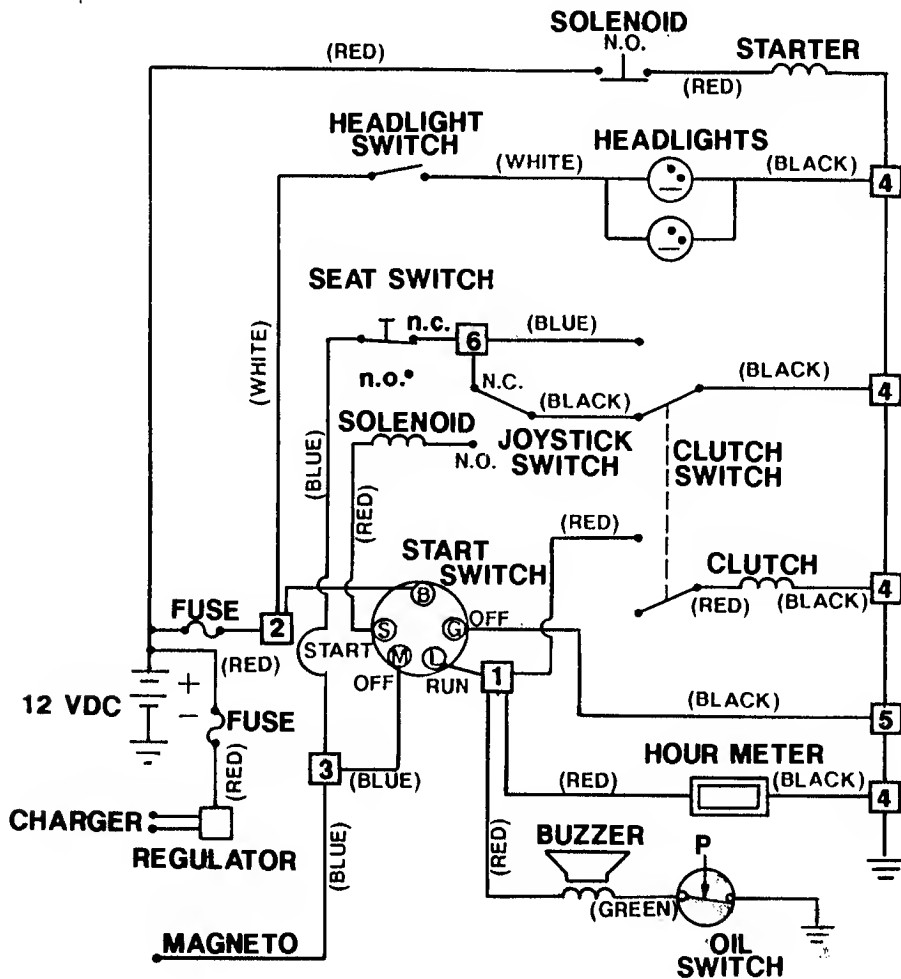 SOLENOID
N.O.
(RED)
STARTER
(RED)
HEADLIGHT
SWITCH
HEADLIGHTS
(WHITE)
(BLACK)
4
SEAT SWITCH
n.c.
6
(BLUE)
(WHITE)
n.o.
N.C.
(BLACK)
(BLACK)
4
SOLENOID
N.O.
JOYSTICK
SWITCH
CLUTCH
SWITCH
(BLUE)
(RED)
(RED)
START
SWITCH
CLUTCH
B
(RED)
(BLACK)
4
FUSE
2
S
G
OFF
START
M
L
(RED)
OFF
RUN
1
12 VDC
+
-
FUSE
(BLACK)
5
3
(BLUE)
HOUR METER
(RED)
(RED)
(BLACK)
4
CHARGER
REGULATOR
(BLUE)
(RED)
BUZZER
P
(GREEN)
MAGNETO
OIL
SWITCH